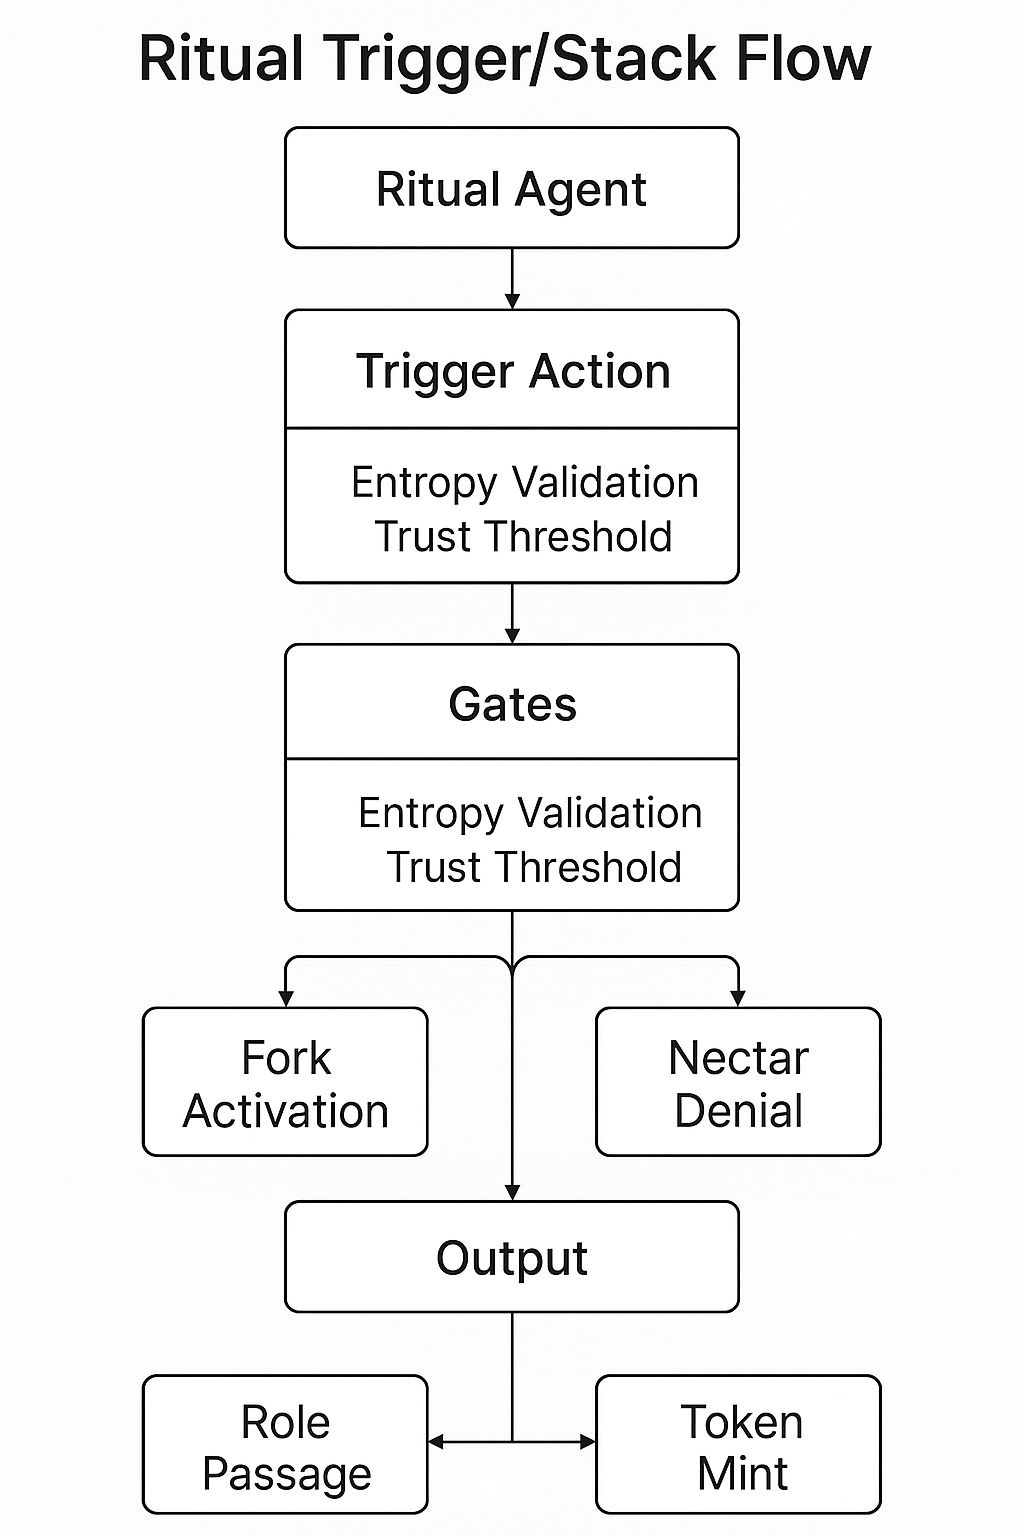 Ritual Trigger/Stack Flow
Ritual Agent
Trigger Action
Entropy Validation
Trust Threshold
Gates
Entropy Validation
Trust Threshold
Fork
Activation
Nectar
Denial
Output
Role
Passage
Token
Mint